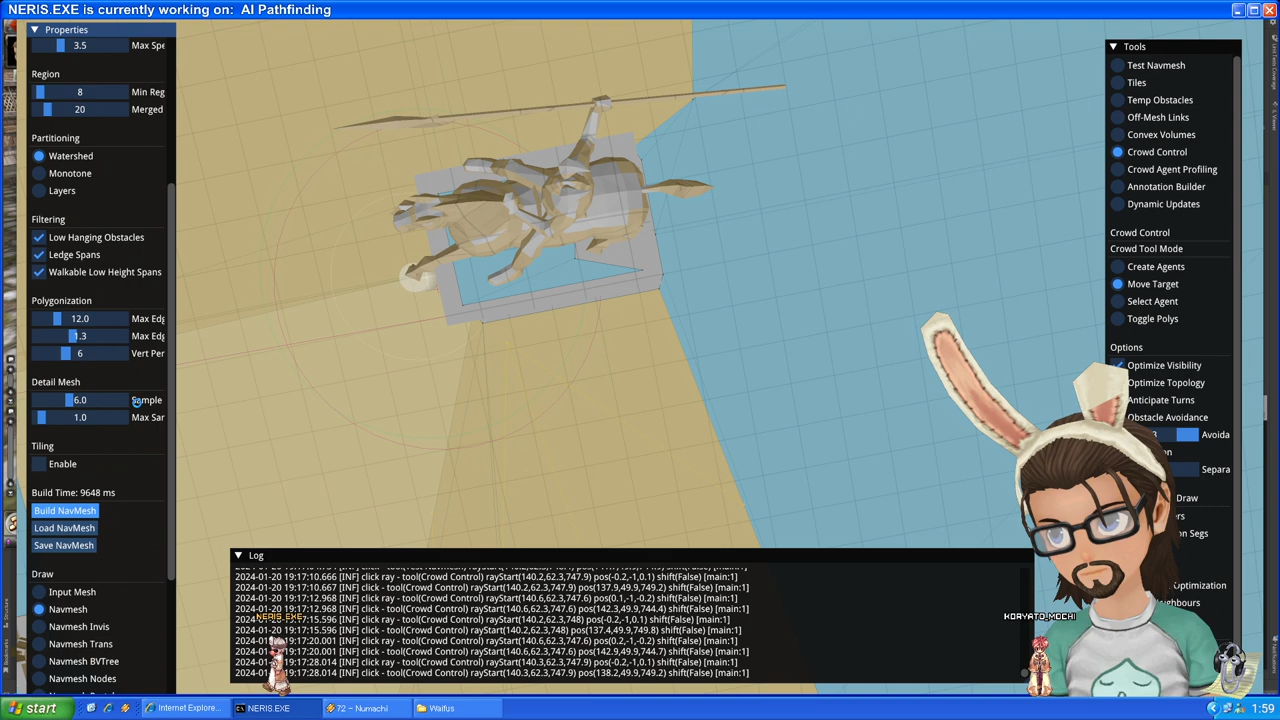 NERIS.EXE is currently working on: AI Pathfinding
Properties
3.5 Max Spe
Region
8 Min Reg
20 Merged
Partitioning
Watershed
Monotone
Layers
Filtering
Low Hanging Obstacles
Ledge Spans
Walkable Low Height Spans
Polygonization
12.0 Max Edg
1.3 Max Edg
6 Vert Per
Detail Mesh
6.0 Sample
1.0 Max Sar
Tiling
Enable
Build Time: 9648 ms
Build NavMesh
Load NavMesh
Save NavMesh
Draw
Input Mesh
Navmesh
Navmesh Invis
Navmesh Trans
Navmesh BVTree
Navmesh Nodes
Tools
Test Navmesh
Tiles
Temp Obstacles
Off-Mesh Links
Convex Volumes
Crowd Control
Crowd Agent Profiling
Annotation Builder
Dynamic Updates
Crowd Control
Crowd Tool Mode
Create Agents
Move Target
Select Agent
Toggle Polys
Options
Optimize Visibility
Optimize Topology
Anticipate Turns
Obstacle Avoidance
3 Avoida
on
Separa
Draw
rs
on Segs
Optimization
bours
Log
2024-01-20 19:17:10.666 [INF] click ray - tool(Crowd Control) rayStart(140.2,62.3,747.9) pos(-0.2,-1,0.1) shift(False) [main:1]
2024-01-20 19:17:10.667 [INF] click - tool(Crowd Control) rayStart(140.2,62.3,747.9) pos(137.9,49.9,749.2) shift(False) [main:1]
2024-01-20 19:17:12.968 [INF] click ray - tool(Crowd Control) rayStart(140.6,62.3,747.6) pos(0.1,-1,-0.2) shift(False) [main:1]
2024-01-20 19:17:12.968 [INF] click - tool(Crowd Control) rayStart(140.6,62.3,747.6) pos(142.3,49.9,744.4) shift(False) [main:1]
:17:15.596 [INF] click ray - tool(Crowd Control) rayStart(140.2,62.3,748) pos(-0.2,-1,0.1) shift(False) [main:1]
19:17:15.596 [INF] click - tool(Crowd Control) rayStart(140.2,62.3,748) pos(137.4,49.9,749.8) shift(False) [main:1]
19:17:20.001 [INF] click ray - tool(Crowd Control) rayStart(140.6,62.3,747.6) pos(0.2,-1,-0.2) shift(False) [main:1]
19:17:20.001 [INF] click - tool(Crowd Control) rayStart(140.6,62.3,747.6) pos(142.9,49.9,744.7) shift(False) [main:1]
19:17:28.014 [INF] click ray - tool(Crowd Control) rayStart(140.3,62.3,747.9) pos(-0.2,-1,0.1) shift(False) [main:1]
19:17:28.014 [INF] click - tool(Crowd Control) rayStart(140.3,62.3,747.9) pos(138.2,49.9,749.2) shift(False) [main:1]
NERIS.EXE
KORYATO_MOCHI
start
Internet Explore...
NERIS.EXE
72 – Numachi
Waifus
1:59